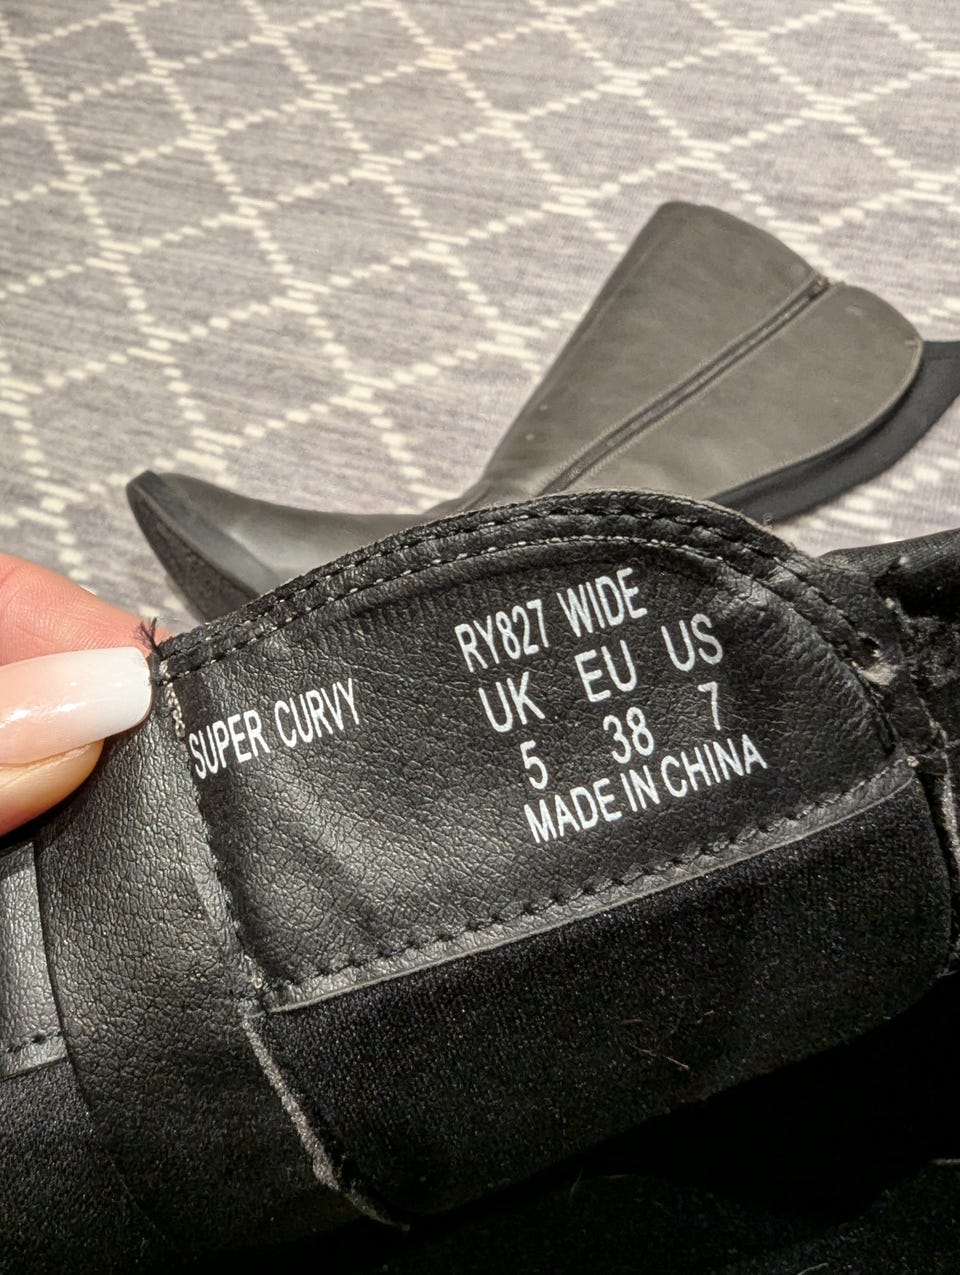 SUPER CURVY
RY827 WIDE
UK EU US
5 38 7
MADE IN CHINA